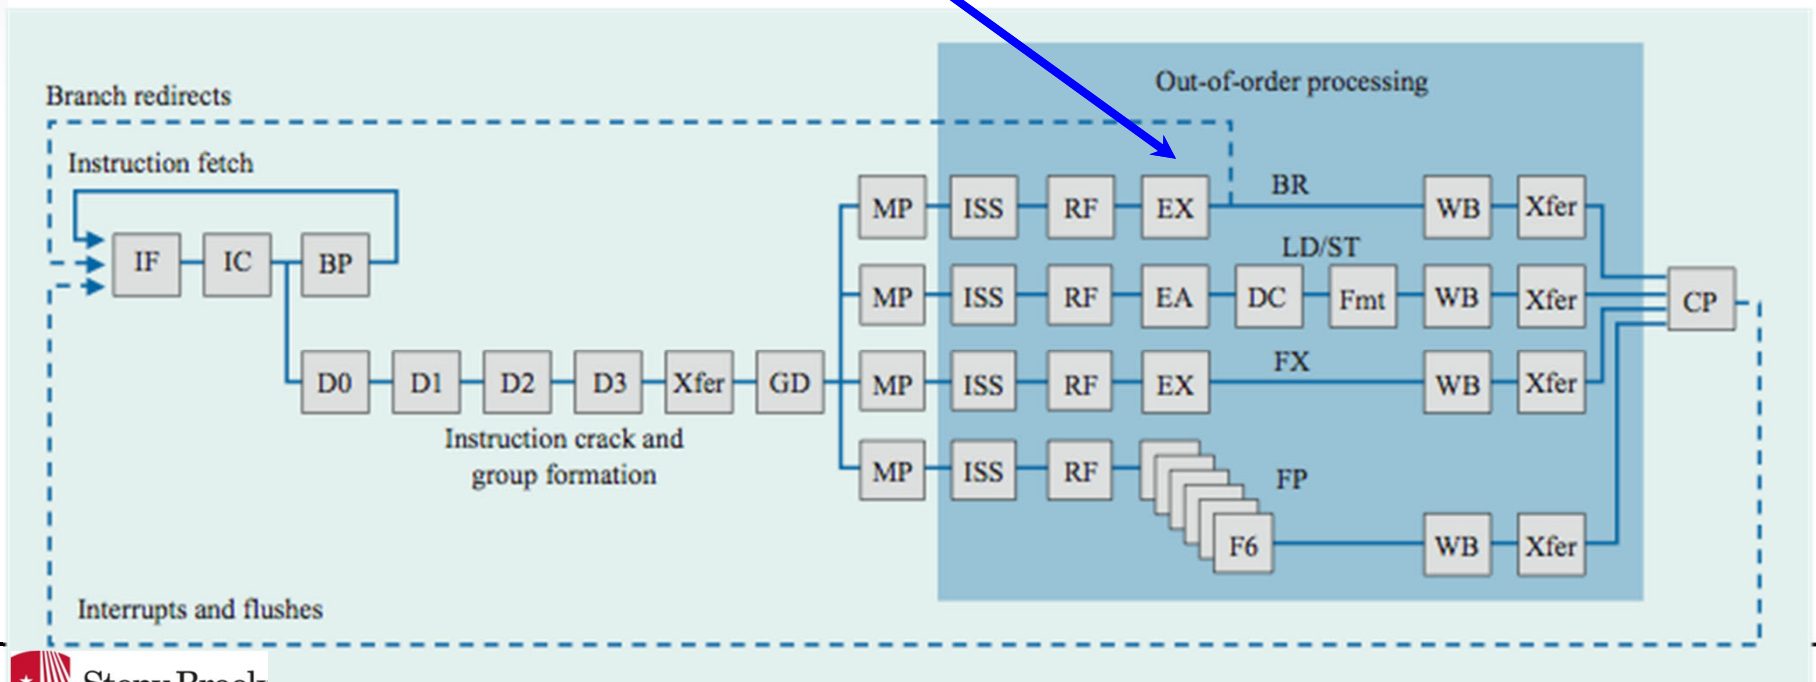 Out-of-order processing
Branch redirects
Instruction fetch
BR
MP ISS RF EX WB Xfer
LD/ST
IF IC BP
MP ISS RF EA DC Fmt WB Xfer
CP
FX
D0 D1 D2 D3 Xfer GD MP ISS RF EX WB Xfer
Instruction crack and
group formation
MP ISS RF FP
F6 WB Xfer
Interrupts and flushes